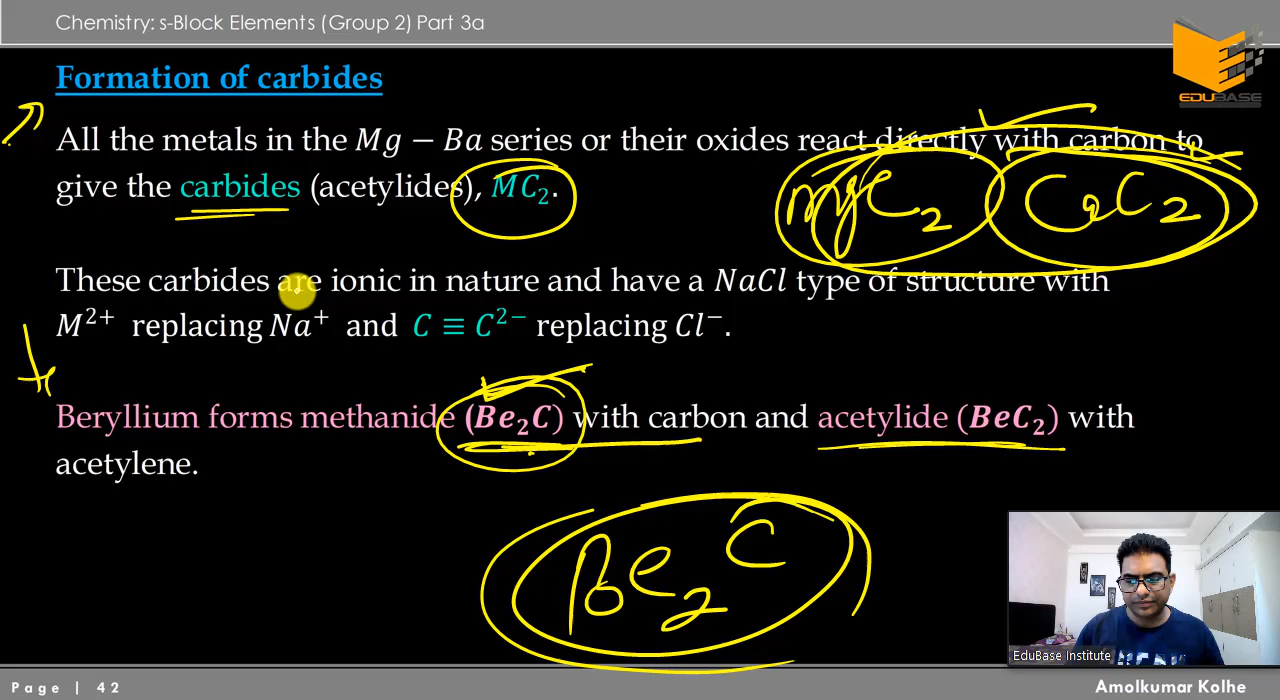 Chemistry: s-Block Elements (Group 2) Part 3a
EDUBASE
Formation of carbides
All the metals in the Mg − Ba series or their oxides react directly with carbon to
give the carbides (acetylides), MC₂.
MgC₂ CaC₂
These carbides are ionic in nature and have a NaCl type of structure with
M²⁺ replacing Na⁺ and C ≡ C²⁻ replacing Cl⁻.
Beryllium forms methanide (Be₂C) with carbon and acetylide (BeC₂) with
acetylene.
Be₂C
EduBase Institute
Page | 42
Amolkumar Kolhe